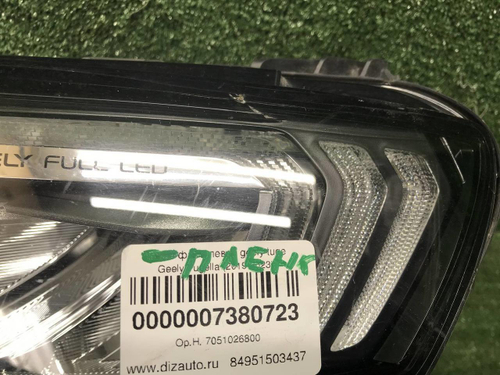 ELY FULL LED
-пленк
Geely
0000007380723
Ор.Н. 7051026800
www.dizauto.ru 84951503437